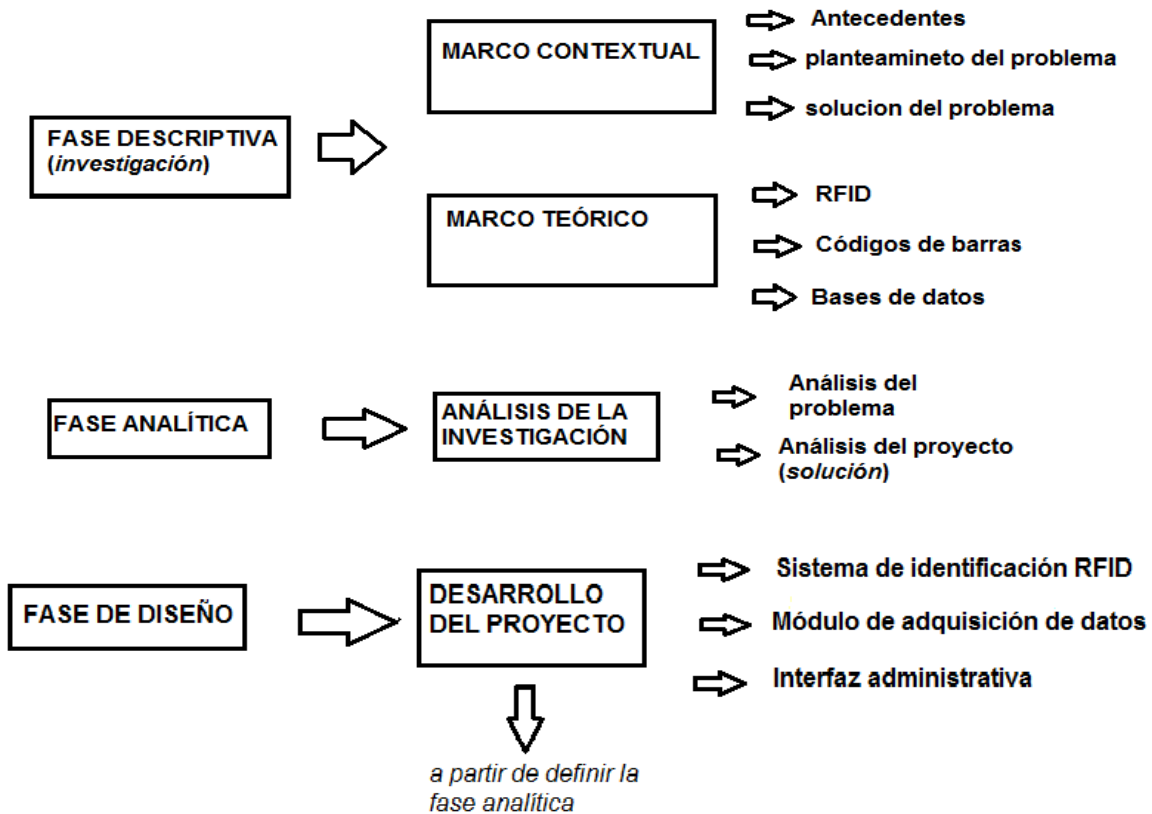 FASE DESCRIPTIVA
(investigación)
MARCO CONTEXTUAL
Antecedentes
planteamineto del problema
solucion del problema
MARCO TEÓRICO
RFID
Códigos de barras
Bases de datos
FASE ANALÍTICA
ANÁLISIS DE LA
INVESTIGACIÓN
Análisis del
problema
Análisis del proyecto
(solución)
FASE DE DISEÑO
DESARROLLO
DEL PROYECTO
Sistema de identificación RFID
Módulo de adquisición de datos
Interfaz administrativa
a partir de definir la
fase analítica